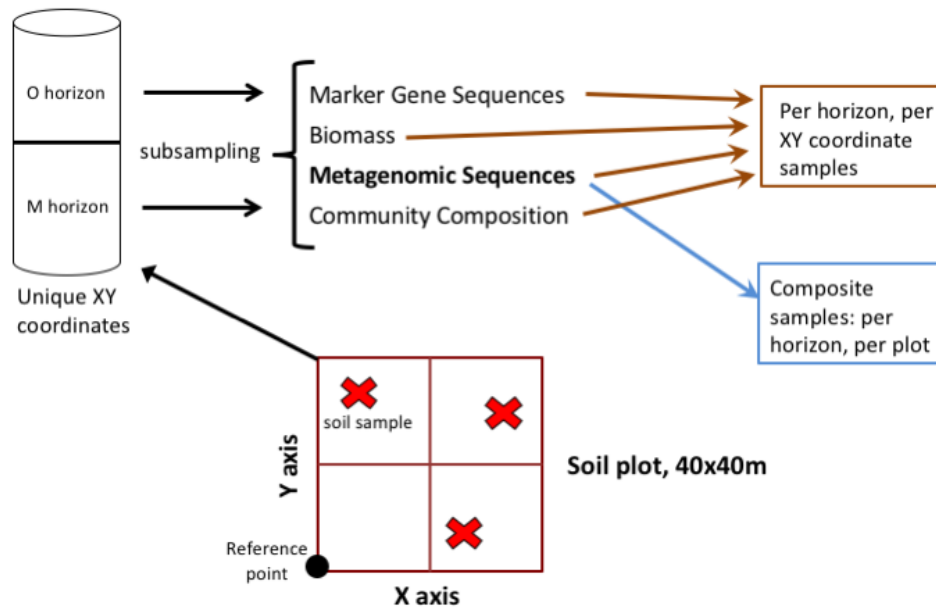 O horizon
M horizon
Unique XY
coordinates
subsampling
Marker Gene Sequences
Biomass
Metagenomic Sequences
Community Composition
Per horizon, per
XY coordinate
samples
Composite
samples: per
horizon, per plot
soil sample
Y axis
Soil plot, 40x40m
Reference
point
X axis